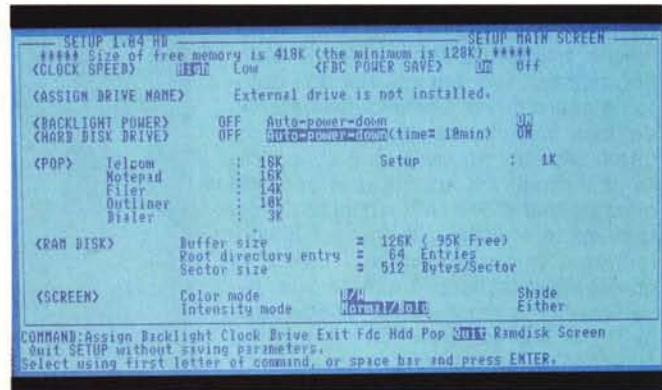 SETUP 1.04 HD SETUP MAIN SCREEN
##### Size of free memory is 418K (the minimum is 128K) #####
<CLOCK SPEED> High Low <FDC POWER SAVE> On Off
<ASSIGN DRIVE NAME> External drive is not installed.
<BACKLIGHT POWER> OFF Auto-power-down ON
<HARD DISK DRIVE> OFF Auto-power-down(time= 10min) ON
<POP> Telcom : 16K Setup : 1K
Notepad : 16K
Filer : 14K
Outliner : 10K
Dialer : 3K
<RAM DISK> Buffer size = 126K ( 95K Free)
Root directory entry = 64 Entries
Sector size = 512 Bytes/Sector
<SCREEN> Color mode B/W Shade
Intensity mode Normal/Bold Either
COMMAND:Assign Backlight Clock Drive Exit Fdc Hdd Pop Quit Ramdisk Screen
Quit SETUP without saving parameters.
Select using first letter of command, or space bar and press ENTER.